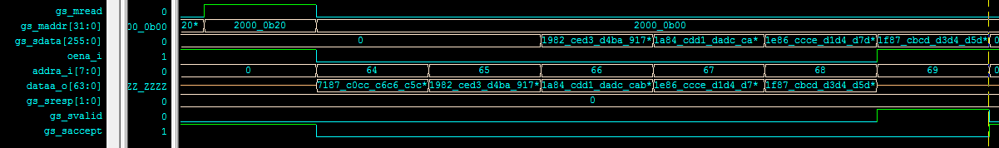 gs_mread 0
gs_maddr[31:0] 00_0b00 20* 2000_0b20 2000_0b00
gs_sdata[255:0] 0 0 1982_ced3_d4ba_917* 1a84_cdd1_dadc_ca* 1e86_ccce_d1d4_d7d* 1f87_cbcd_d3d4_d5d* 0
oena_i 1
addra_i[7:0] 0 0 64 65 66 67 68 69 0
dataa_o[63:0] zz_zzzz 7187_c0cc_c6c6_c5c* 1982_ced3_d4ba_917* 1a84_cdd1_dadc_cab* 1e86_ccce_d1d4_d7* 1f87_cbcd_d3d4_d5d*
gs_sresp[1:0] 0 0
gs_svalid 0
gs_saccept 1